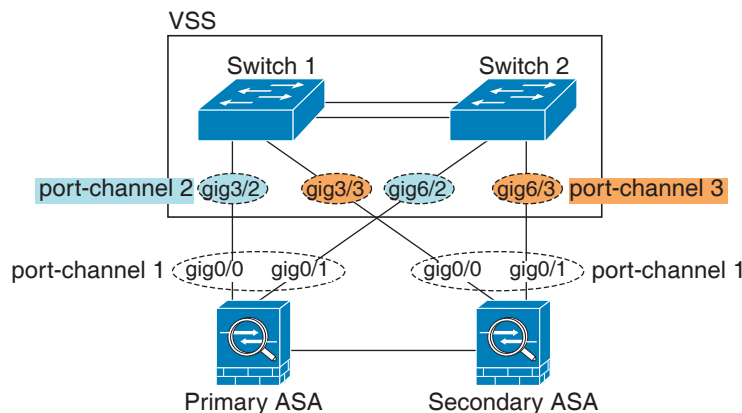 VSS
Switch 1 Switch 2
port-channel 2 gig3/2 gig3/3 gig6/2 gig6/3 port-channel 3
port-channel 1 gig0/0 gig0/1 gig0/0 gig0/1 port-channel 1
Primary ASA Secondary ASA